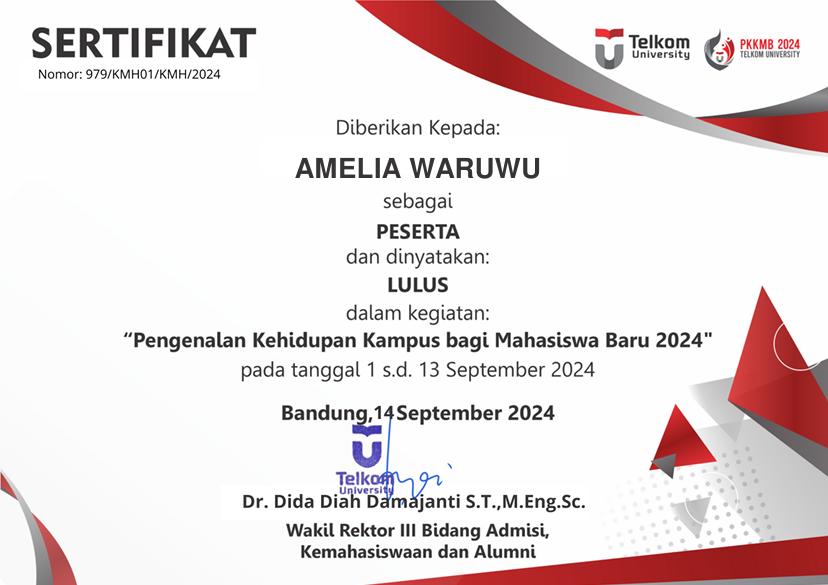 SERTIFIKAT
Nomor: 979/KMH01/KMH/2024
Telkom
University
PKKMB 2024
TELKOM UNIVERSITY
Diberikan Kepada:
AMELIA WARUWU
sebagai
PESERTA
dan dinyatakan:
LULUS
dalam kegiatan:
“Pengenalan Kehidupan Kampus bagi Mahasiswa Baru 2024"
pada tanggal 1 s.d. 13 September 2024
Bandung,14 September 2024
Telkom
University
Dr. Dida Diah Damajanti S.T.,M.Eng.Sc.
Wakil Rektor III Bidang Admisi,
Kemahasiswaan dan Alumni